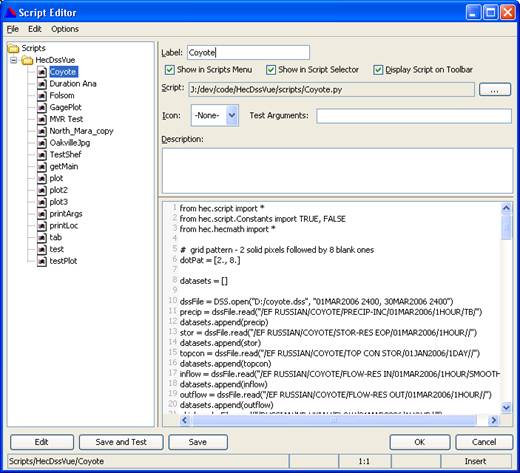 Script Editor
File Edit Options
Scripts
HecDssVue
Coyote
Duration Ana
Folsom
GagePlot
MVR Test
North_Mara_copy
OakvilleJpg
TestShef
getMain
plot
plot2
plot3
printArgs
printLoc
tab
test
testPlot
Label: Coyote
Show in Scripts Menu Show in Script Selector Display Script on Toolbar
Script: J:/dev/code/HecDssVue/scripts/Coyote.py ...
Icon: -None- Test Arguments:
Description:
1 from hec.script import *
2 from hec.script.Constants import TRUE, FALSE
3 from hec.hecmath import *
4
5 # grid pattern - 2 solid pixels followed by 8 blank ones
6 dotPat = [2., 8.]
7
8 datasets = []
9
10 dssFile = DSS.open("D:/coyote.dss", "01MAR2006 2400, 30MAR2006 2400")
11 precip = dssFile.read("/EF RUSSIAN/COYOTE/PRECIP-INC/01MAR2006/1HOUR/TB/")
12 datasets.append(precip)
13 stor = dssFile.read("/EF RUSSIAN/COYOTE/STOR-RES EOP/01MAR2006/1HOUR//")
14 datasets.append(stor)
15 topcon = dssFile.read("/EF RUSSIAN/COYOTE/TOP CON STOR/01JAN2006/1DAY//")
16 datasets.append(topcon)
17 inflow = dssFile.read("/EF RUSSIAN/COYOTE/FLOW-RES IN/01MAR2006/1HOUR/SMOOTH
18 datasets.append(inflow)
19 outflow = dssFile.read("/EF RUSSIAN/COYOTE/FLOW-RES OUT/01MAR2006/1HOUR//")
20 datasets.append(outflow)
Edit Save and Test Save OK Cancel
Scripts/HecDssVue/Coyote 1:1 Insert